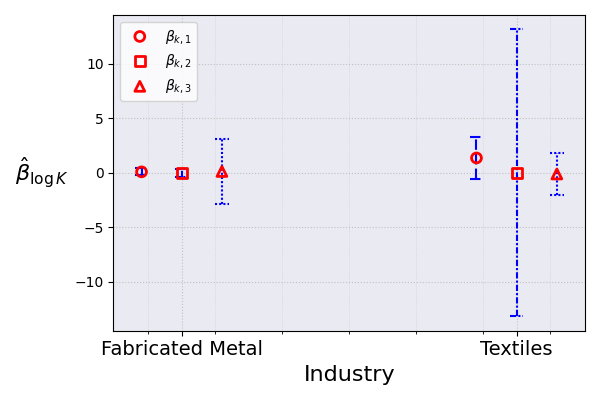 β_{k,1}
β_{k,2}
β_{k,3}
10
5
0
−5
−10
β̂_{log K}
Fabricated Metal
Textiles
Industry